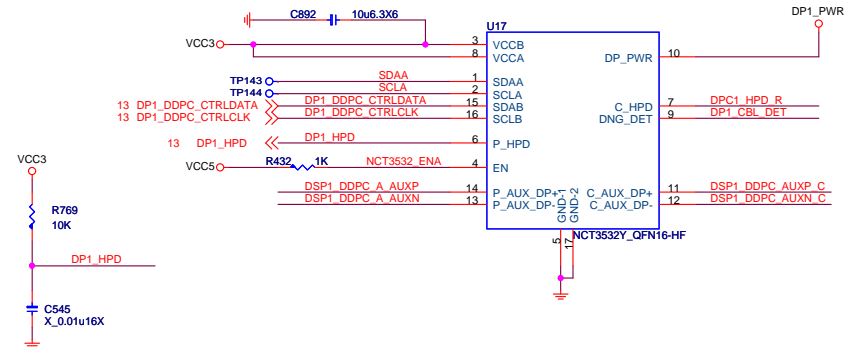 C892 10u6.3X6
DP1_PWR
U17
VCC3 3 VCCB
8 VCCA DP_PWR 10
TP143 SDAA 1 SDAA
TP144 SCLA 2 SCLA
13 DP1_DDPC_CTRLDATA DP1_DDPC_CTRLDATA 15 SDAB C_HPD 7 DPC1_HPD_R
13 DP1_DDPC_CTRLCLK DP1_DDPC_CTRLCLK 16 SCLB DNG_DET 9 DP1_CBL_DET
13 DP1_HPD DP1_HPD 6 P_HPD
VCC5 R432 1K NCT3532_ENA 4 EN
DSP1_DDPC_A_AUXP 14 P_AUX_DP+ C_AUX_DP+ 11 DSP1_DDPC_AUXP_C
DSP1_DDPC_A_AUXN 13 P_AUX_DP- C_AUX_DP- 12 DSP1_DDPC_AUXN_C
GND-1
GND-2
5
17
NCT3532Y_QFN16-HF
VCC3
R769
10K
DP1_HPD
C545
X_0.01u16X